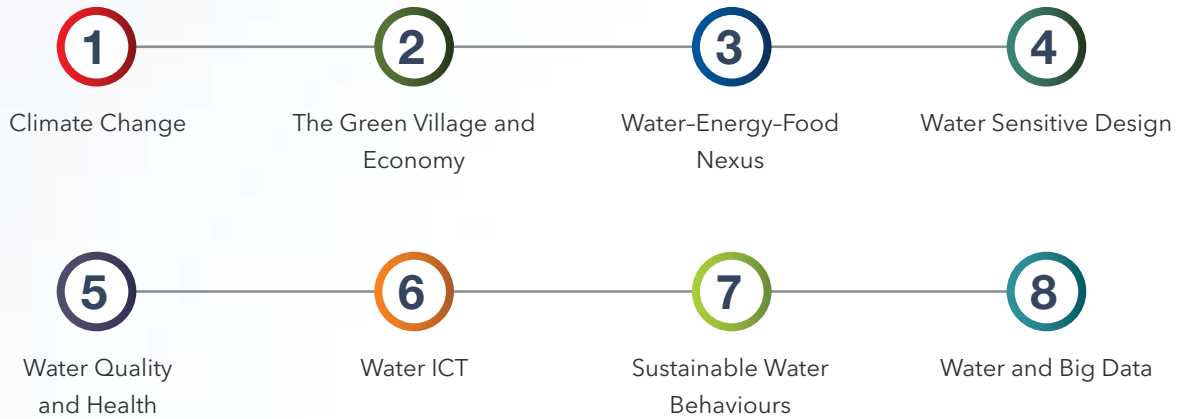 1
2
3
4
Climate Change
The Green Village and
Economy
Water–Energy–Food
Nexus
Water Sensitive Design
5
6
7
8
Water Quality
and Health
Water ICT
Sustainable Water
Behaviours
Water and Big Data